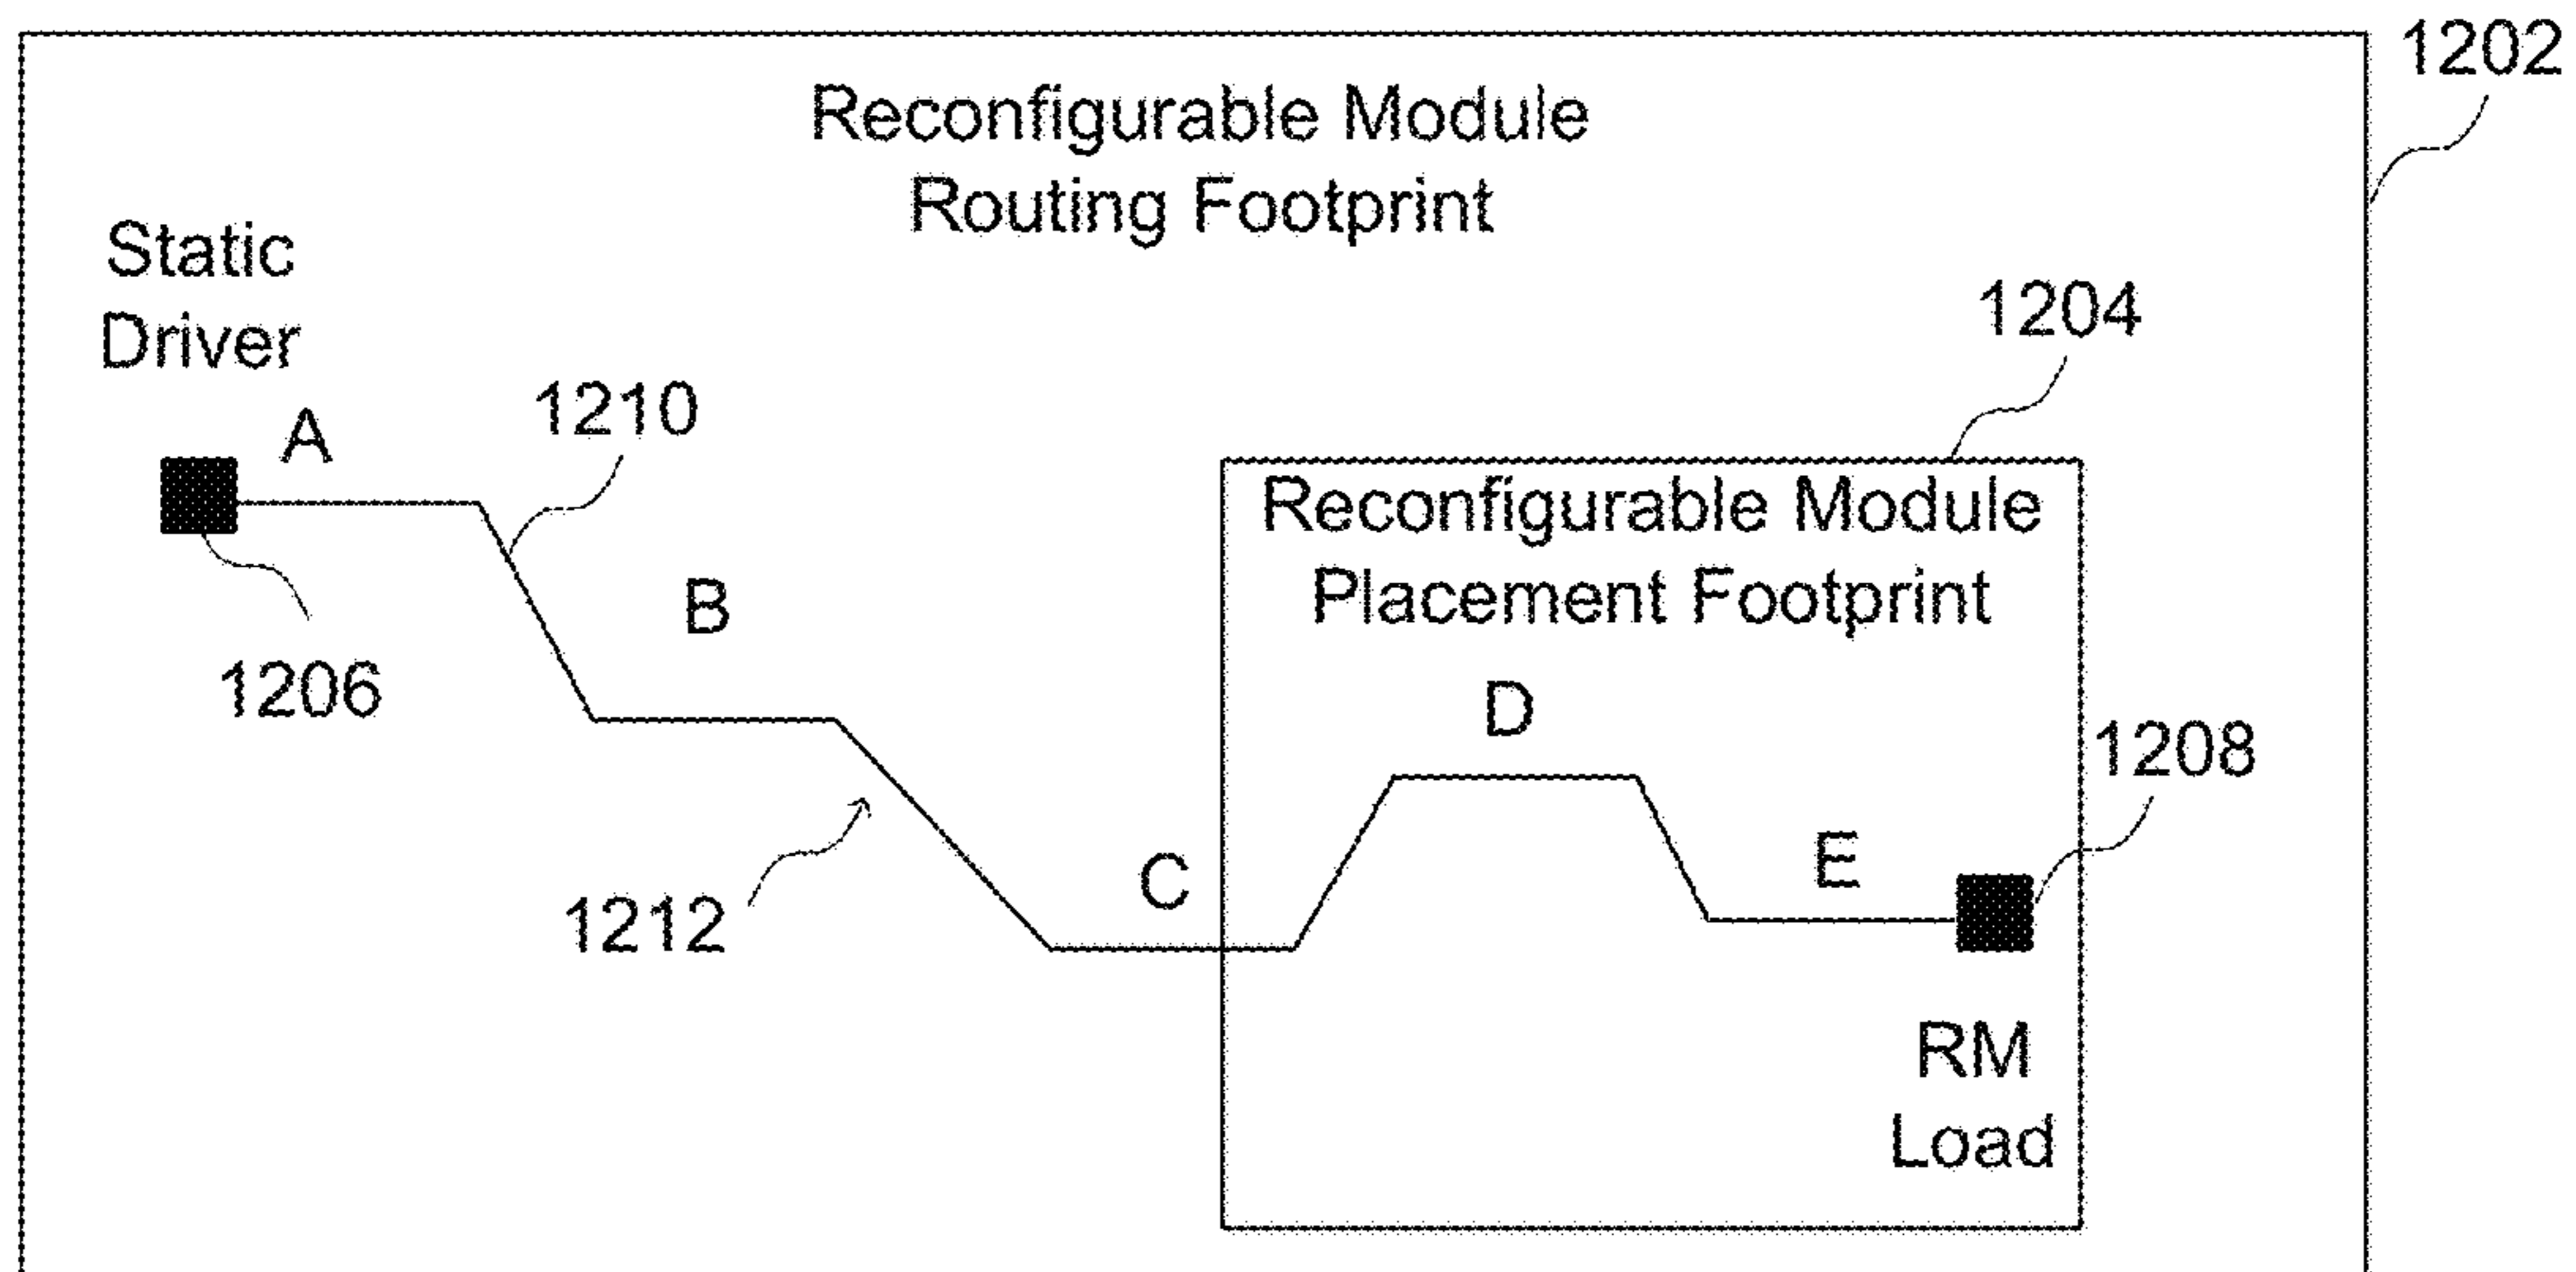 1202
Reconfigurable Module
Routing Footprint
Static
Driver
1204
A
1210
Reconfigurable Module
Placement Footprint
B
1206
D
1208
E
C
1212
RM
Load